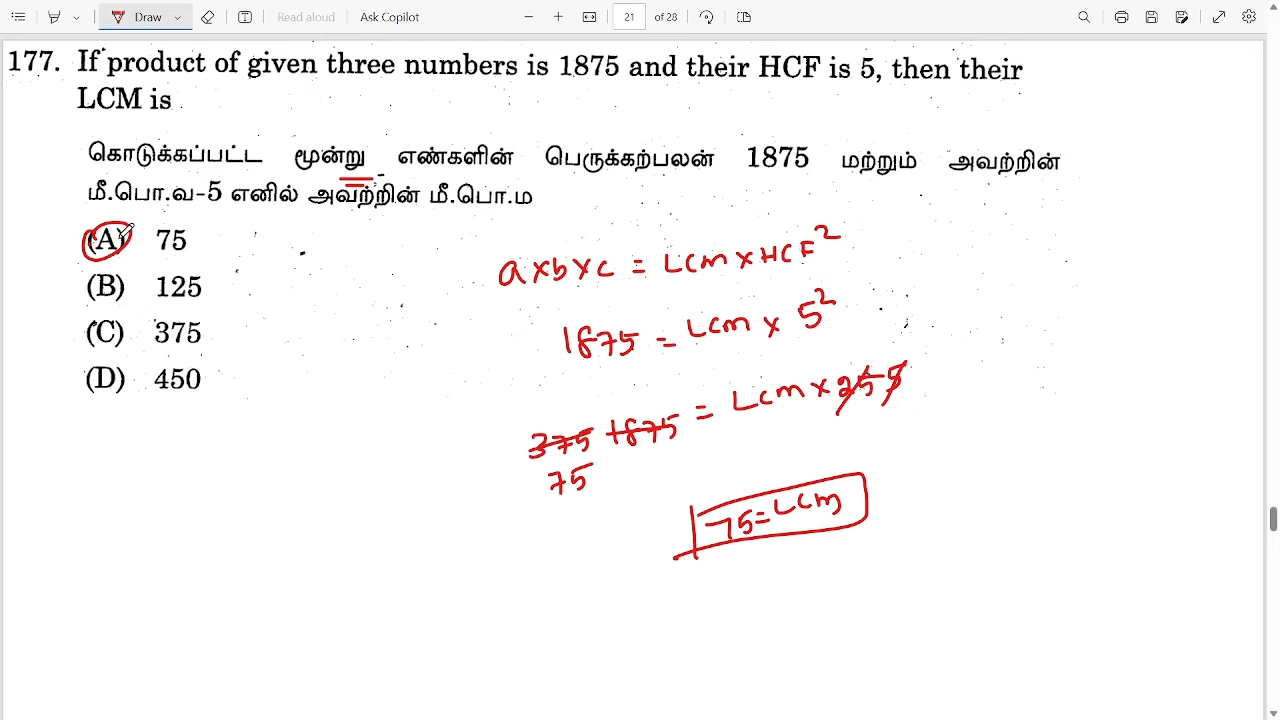 Draw
Read aloud
Ask Copilot
21
of 28
177. If product of given three numbers is 1875 and their HCF is 5, then their
LCM is
கொடுக்கப்பட்ட மூன்று எண்களின் பெருக்கற்பலன் 1875 மற்றும் அவற்றின்
மீ.பொ.வ-5 எனில் அவற்றின் மீ.பொ.ம
(A) 75
(B) 125
(C) 375
(D) 450
a×b×c = LCM×HCF²
1875 = LCM × 5²
375 1875 = LCM × 25 5
75
75=LCM